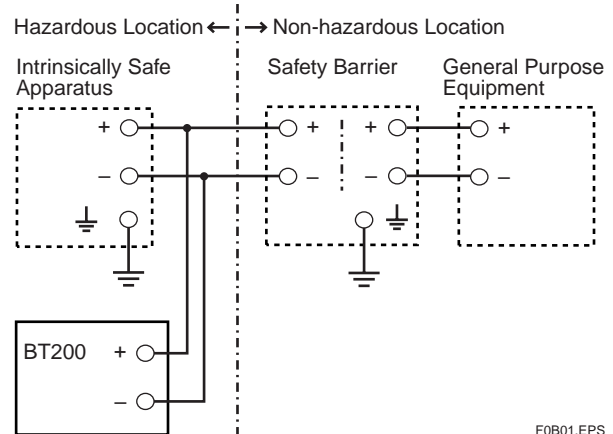 Hazardous Location ← → Non-hazardous Location
Intrinsically Safe
Apparatus
Safety Barrier
General Purpose
Equipment
+ + + +
– – – –
BT200 +
–
F0B01.EPS